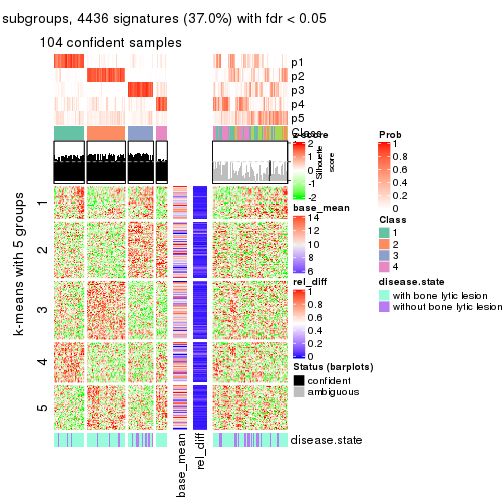 subgroups, 4436 signatures (37.0%) with fdr < 0.05
104 confident samples
p1
p2
p3
p4
p5
Class
Silhouette
score
k-means with 5 groups
1
2
3
4
5
base_mean
rel_diff
disease.state
z-score
2
1
0
-1
-2
base_mean
14
12
10
8
6
rel_diff
1
0.8
0.6
0.4
0.2
0
Status (barplots)
confident
ambiguous
Prob
1
0.8
0.6
0.4
0.2
0
Class
1
2
3
4
disease.state
with bone lytic lesion
without bone lytic lesion